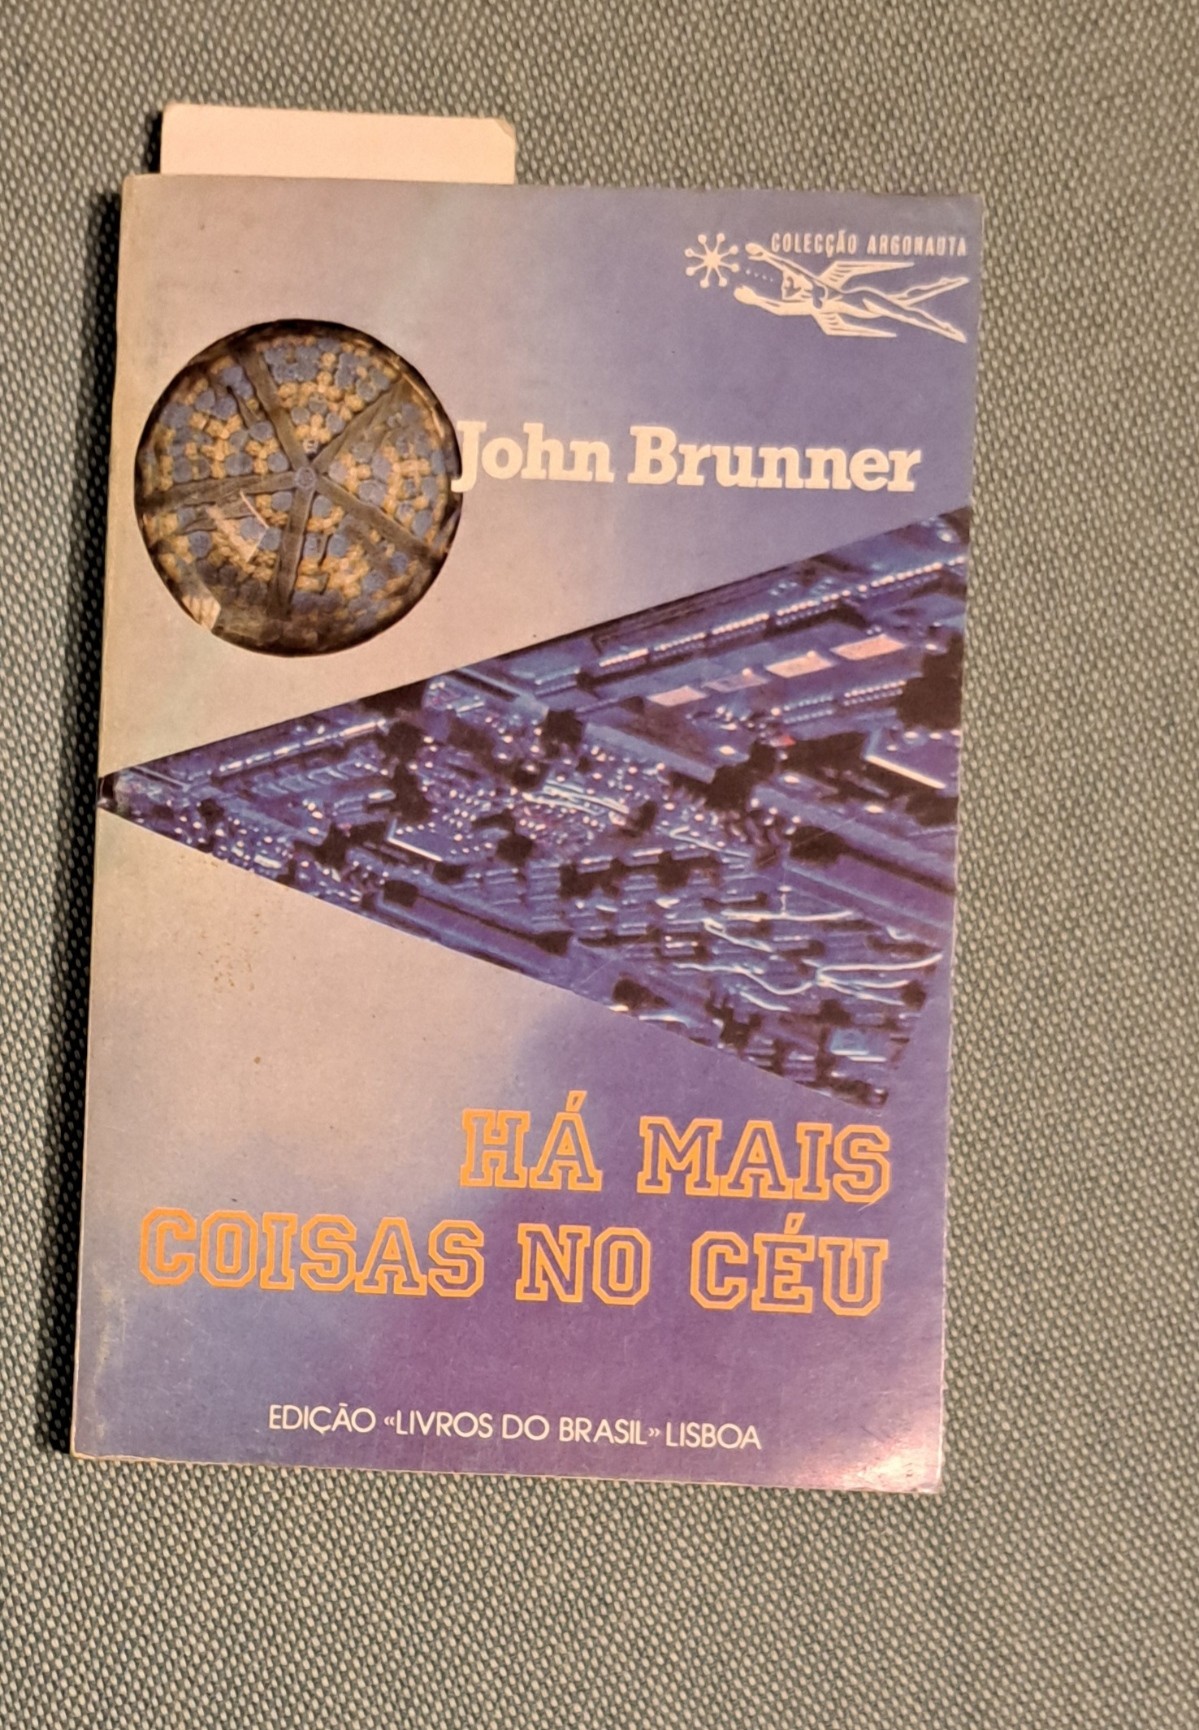 COLECÇÃO ARGONAUTA
John Brunner
HÁ MAIS
COISAS NO CÉU
EDIÇÃO «LIVROS DO BRASIL» LISBOA